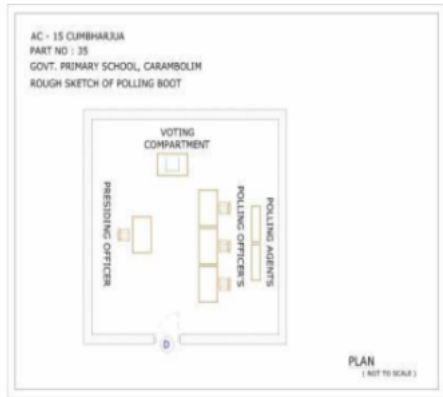 AC - 15 CUMBHARJUA
PART NO : 35
GOVT. PRIMARY SCHOOL, CARAMBOLIM
ROUGH SKETCH OF POLLING BOOT
VOTING
COMPARTMENT
PRESIDING OFFICER
POLLING OFFICER'S
POLLING AGENTS
D
PLAN
( NOT TO SCALE )